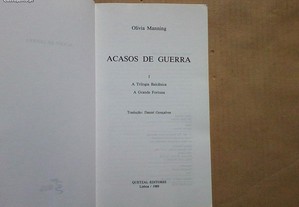 Olivia Manning
ACASOS DE GUERRA
I
A Trilogia Balcânica
A Grande Fortuna
Tradução: Daniel Gonçalves
QUETZAL EDITORES
Lisboa - 1989